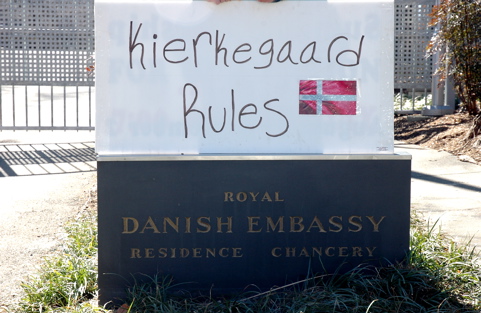 Kierkegaard
Rules
ROYAL
DANISH EMBASSY
RESIDENCE CHANCERY